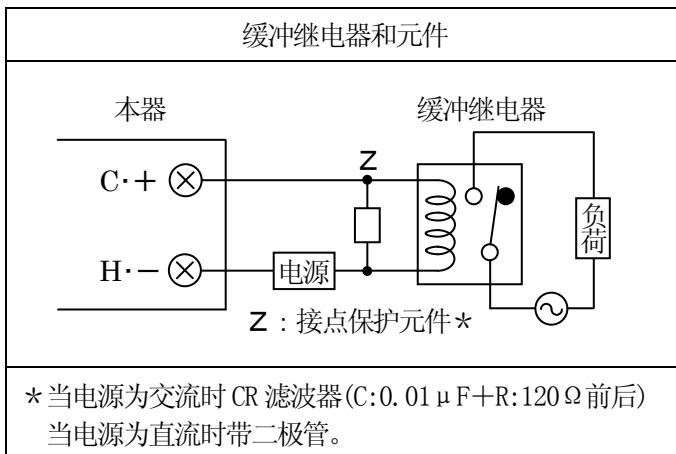 缓冲继电器和元件
本器
缓冲继电器
C·+
Z
H·−
电源
负荷
Z：接点保护元件*
*当电源为交流时 CR 滤波器(C:0.01μF+R:120Ω前后)
当电源为直流时带二极管。